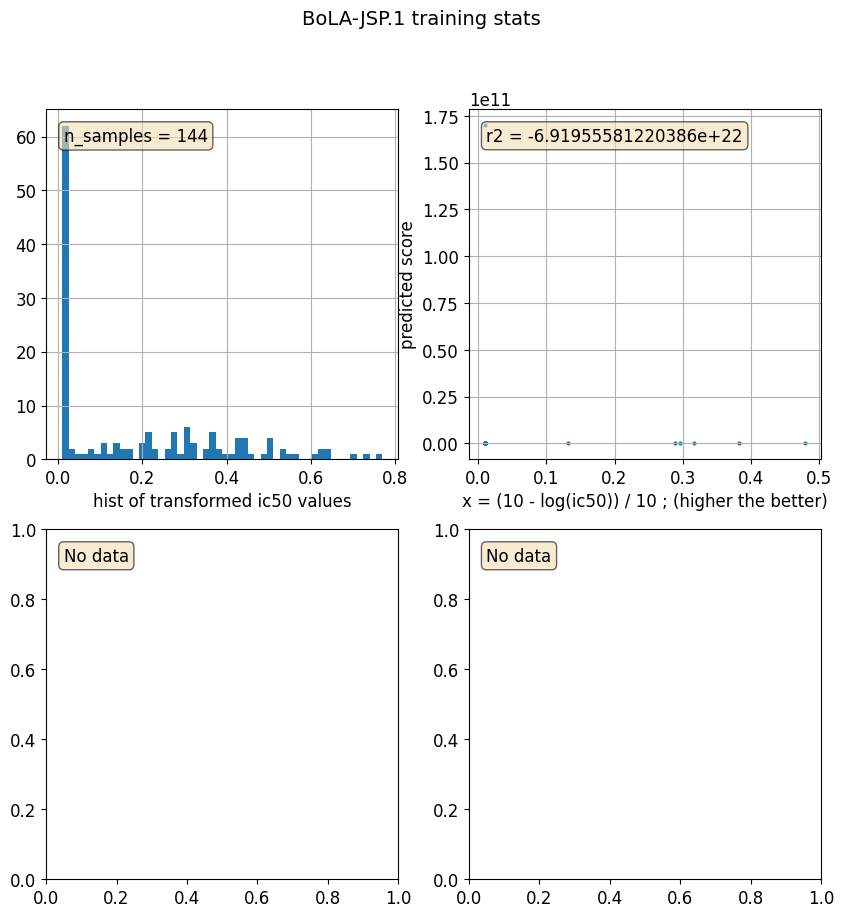 BoLA-JSP.1 training stats
n_samples = 144
60
50
40
30
20
10
0
0.0 0.2 0.4 0.6 0.8
hist of transformed ic50 values
1e11
r2 = -6.91955581220386e+22
predicted score
1.75
1.50
1.25
1.00
0.75
0.50
0.25
0.00
0.0 0.1 0.2 0.3 0.4 0.5
x = (10 - log(ic50)) / 10 ; (higher the better)
No data
1.0
0.8
0.6
0.4
0.2
0.0
0.0 0.2 0.4 0.6 0.8 1.0
No data
1.0
0.8
0.6
0.4
0.2
0.0
0.0 0.2 0.4 0.6 0.8 1.0